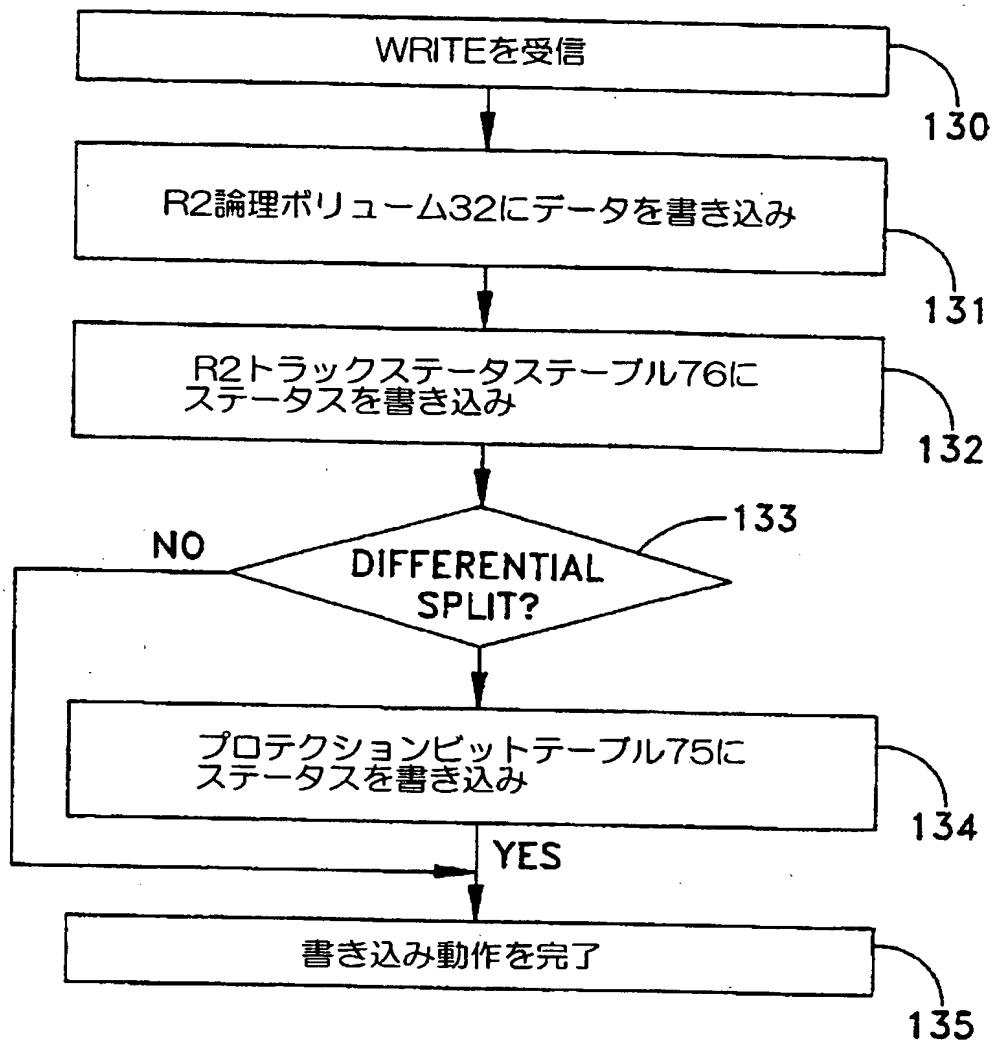 WRITEを受信
130
R2論理ボリューム32にデータを書き込み
131
R2トラックステータステーブル76に
ステータスを書き込み
132
133
NO
DIFFERENTIAL
SPLIT?
プロテクションビットテーブル75に
ステータスを書き込み
134
YES
書き込み動作を完了
135